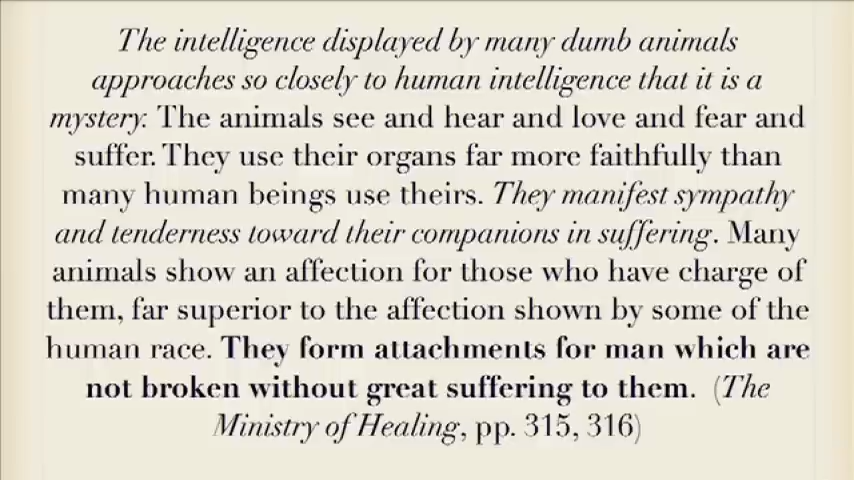 The intelligence displayed by many dumb animals
approaches so closely to human intelligence that it is a
mystery. The animals see and hear and love and fear and
suffer. They use their organs far more faithfully than
many human beings use theirs. They manifest sympathy
and tenderness toward their companions in suffering. Many
animals show an affection for those who have charge of
them, far superior to the affection shown by some of the
human race. They form attachments for man which are
not broken without great suffering to them. (The
Ministry of Healing, pp. 315, 316)